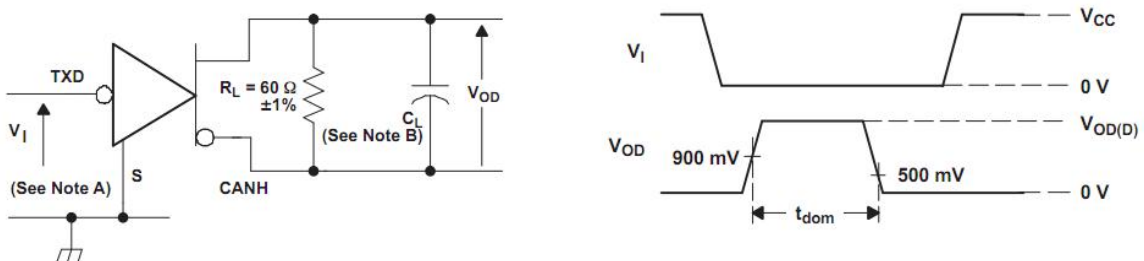 TXD
V_I
(See Note A)
S
R_L = 60 Ω
±1%
(See Note B)
C_L
V_OD
CANH
V_I
V_CC
0 V
V_OD
900 mV
V_OD(D)
500 mV
0 V
t_dom